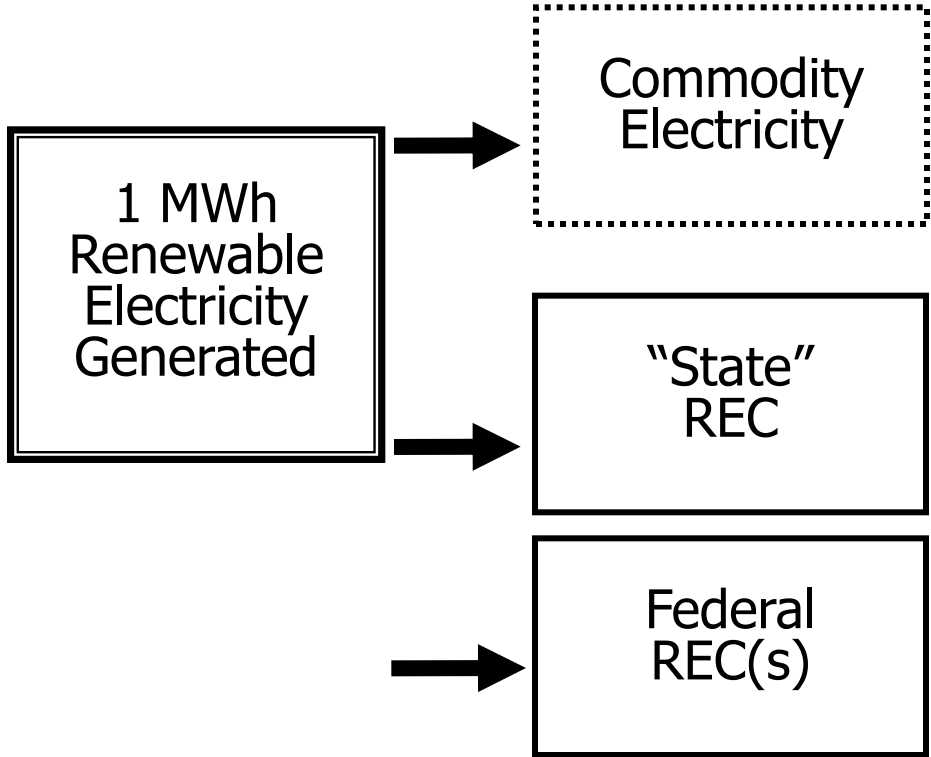 1 MWh
Renewable
Electricity
Generated
Commodity
Electricity
“State”
REC
Federal
REC(s)